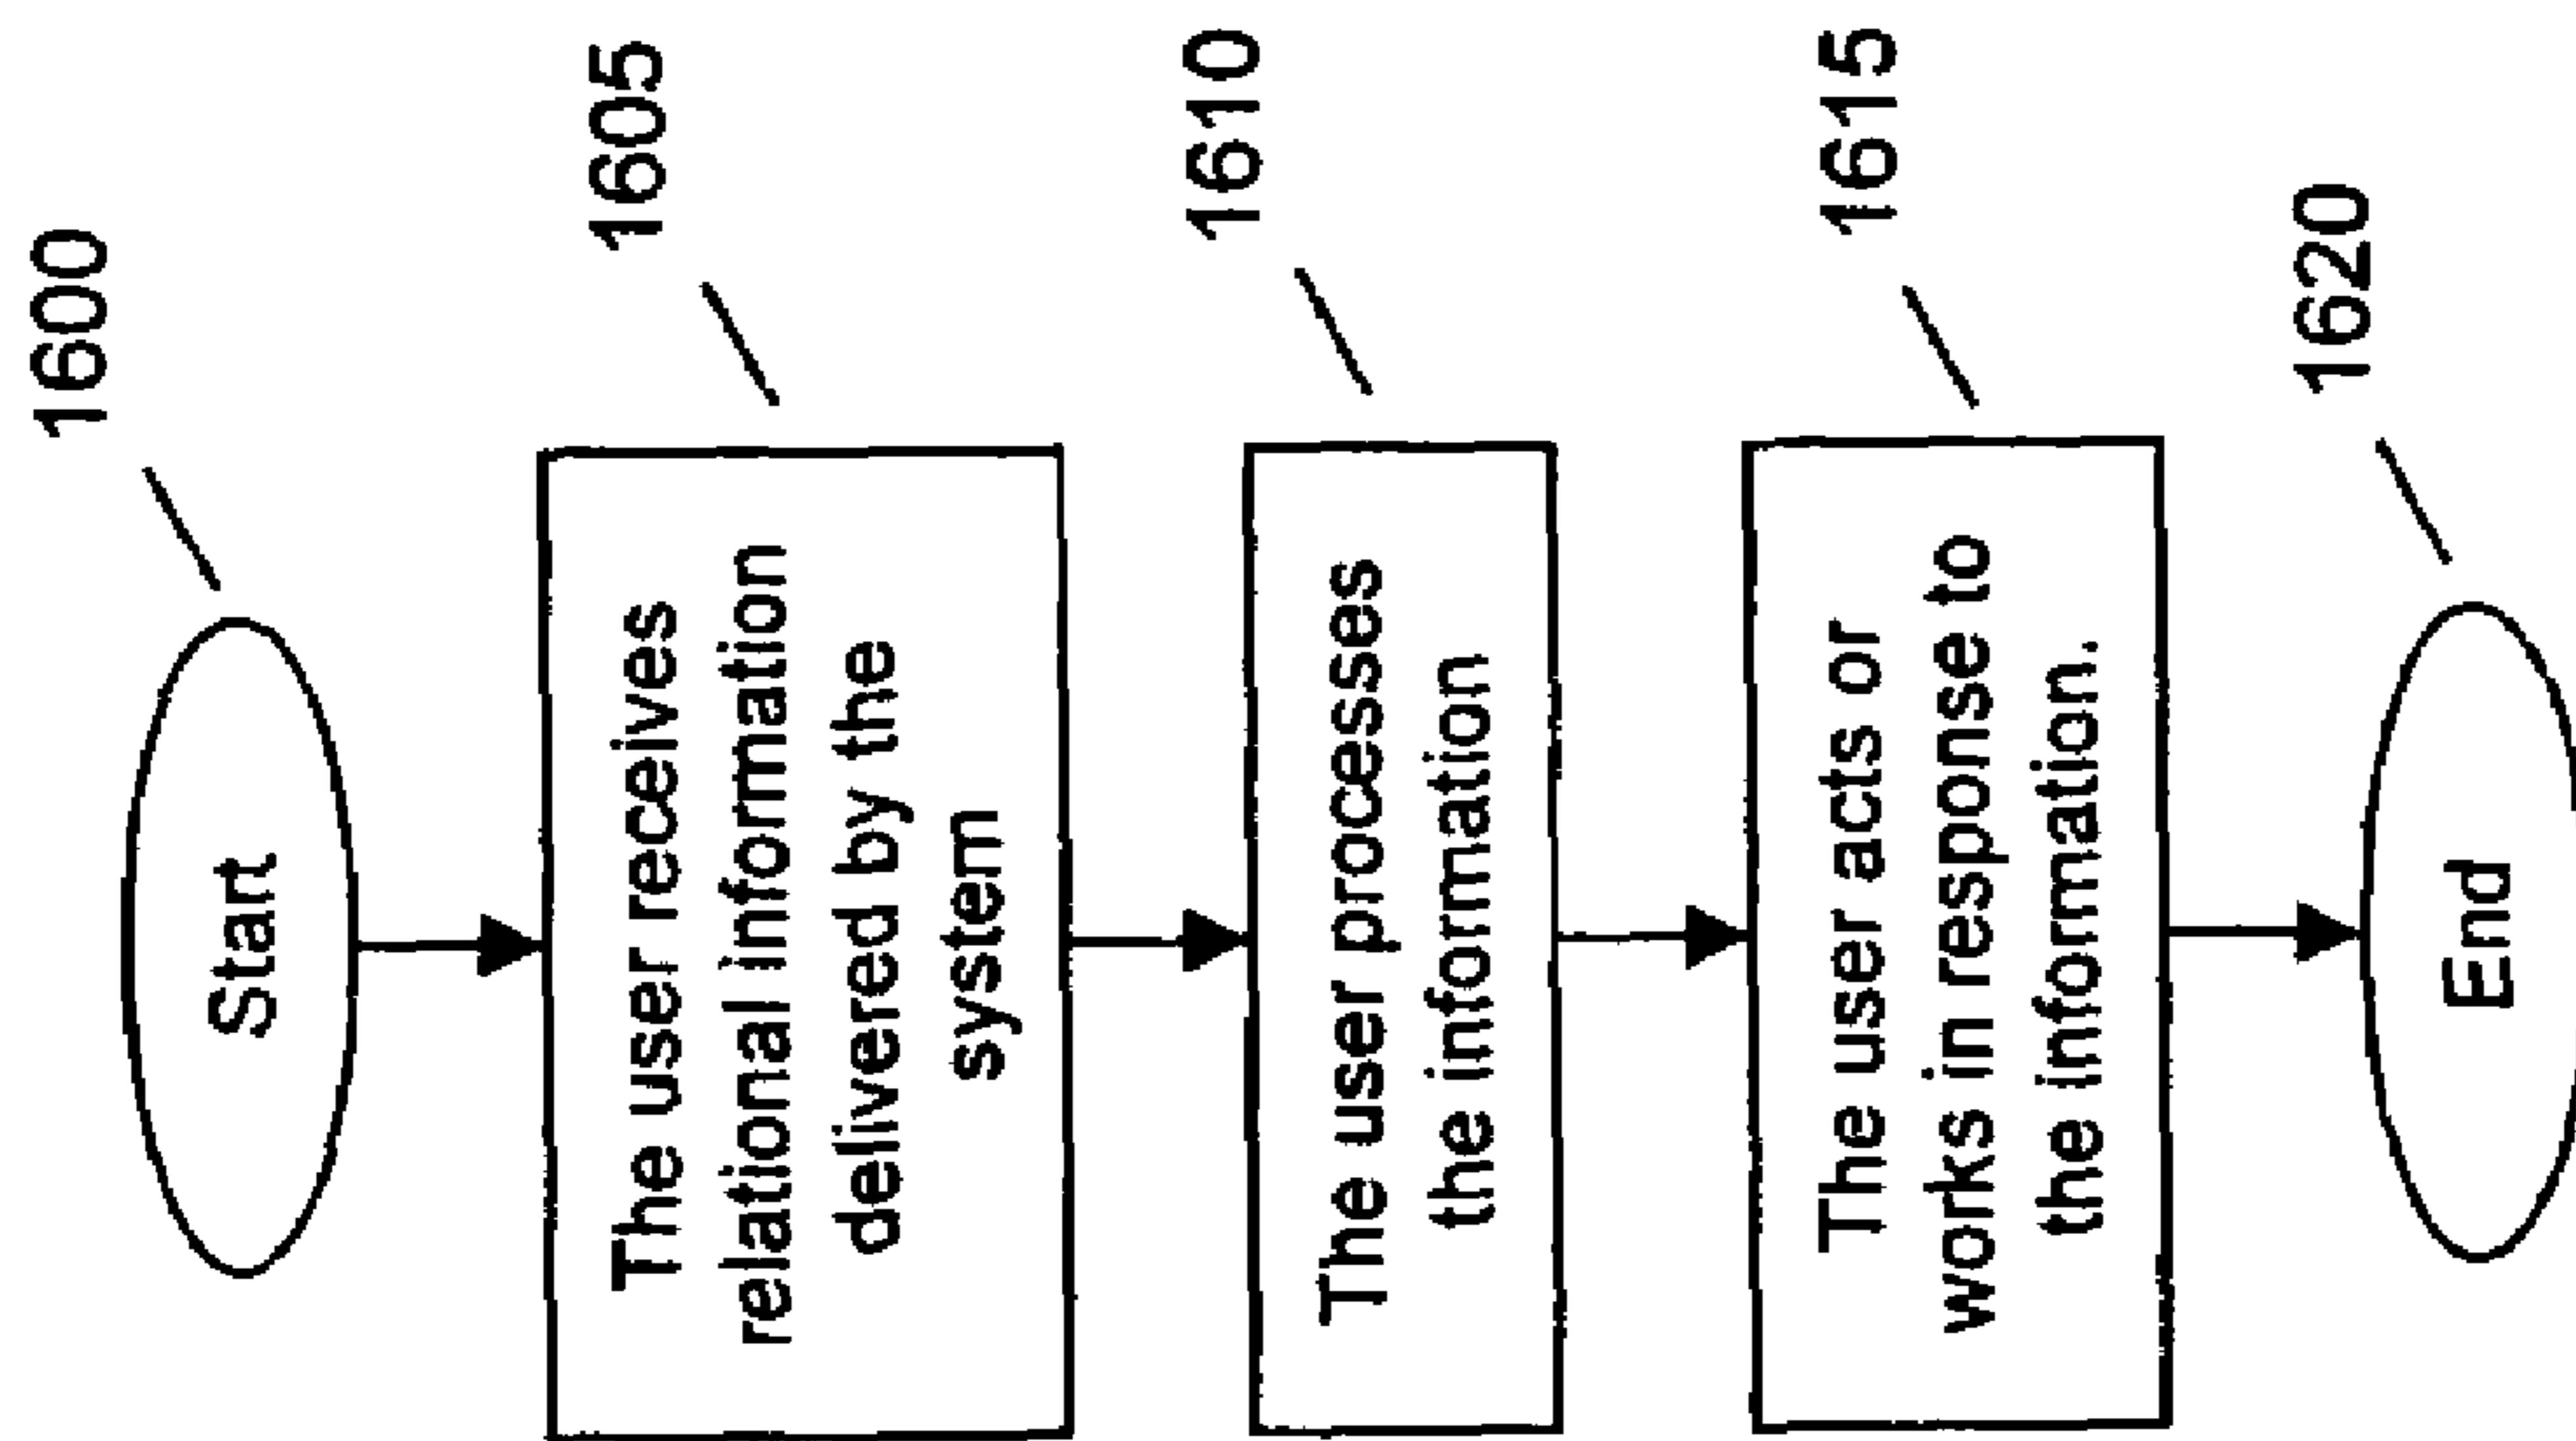 1600
Start
1605
The user receives
relational information
delivered by the
system
1610
The user processes
the information
1615
The user acts or
works in response to
the information.
1620
End